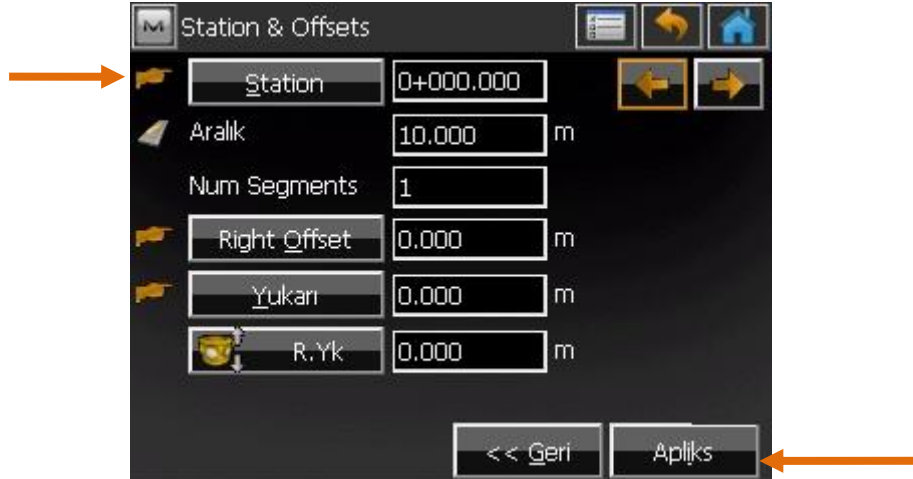 M Station & Offsets
Station 0+000.000
Aralik 10.000 m
Num Segments 1
Right Offset 0.000 m
Yukarı 0.000 m
R.Yk 0.000 m
<< Geri Apliks